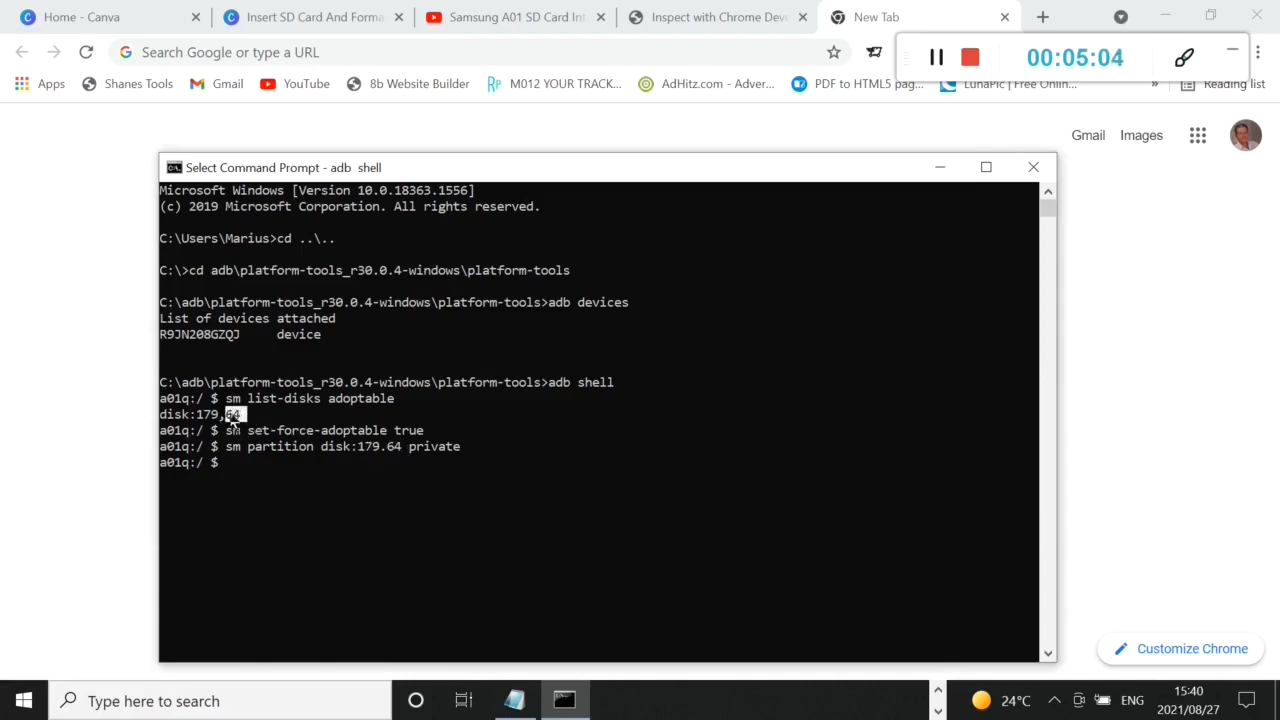 Home - Canva
Insert SD Card And Forma
Samsung A01 SD Card Int
Inspect with Chrome Dev
New Tab
Search Google or type a URL
00:05:04
Apps
Shanes Tools
Gmail
YouTube
8b Website Builder
M012 YOUR TRACK...
AdHitz.com - Adver...
PDF to HTML5 pag...
LunaPic | Free Onlin...
»
Reading list
Gmail
Images
Select Command Prompt - adb shell
Microsoft Windows [Version 10.0.18363.1556]
(c) 2019 Microsoft Corporation. All rights reserved.
C:\Users\Marius>cd ..\..
C:\>cd adb\platform-tools_r30.0.4-windows\platform-tools
C:\adb\platform-tools_r30.0.4-windows\platform-tools>adb devices
List of devices attached
R9JN208GZQJ     device
C:\adb\platform-tools_r30.0.4-windows\platform-tools>adb shell
a01q:/ $ sm list-disks adoptable
disk:179,64
a01q:/ $ sm set-force-adoptable true
a01q:/ $ sm partition disk:179.64 private
a01q:/ $
Customize Chrome
Type here to search
24°C
ENG
15:40
2021/08/27